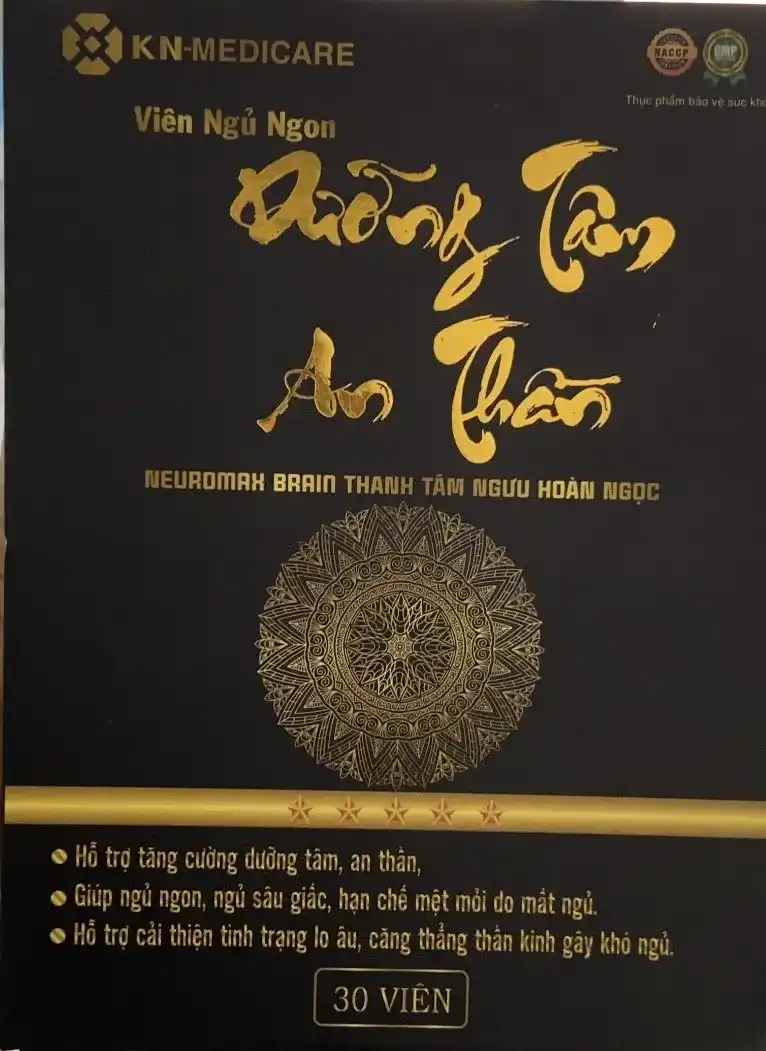 KN-MEDICARE
HACCP
GMP
Thực phẩm bảo vệ sức
Viên Ngủ Ngon
Dưỡng Tâm
An Thần
NEUROMAX BRAIN THANH TÂM NGƯU HOÀN NGỌC
Hỗ trợ tăng cường dưỡng tâm, an thần,
Giúp ngủ ngon, ngủ sâu giấc, hạn chế mệt mỏi do mất ngủ.
Hỗ trợ cải thiện tình trạng lo âu, căng thẳng thần kinh gây khó ngủ.
30 VIÊN